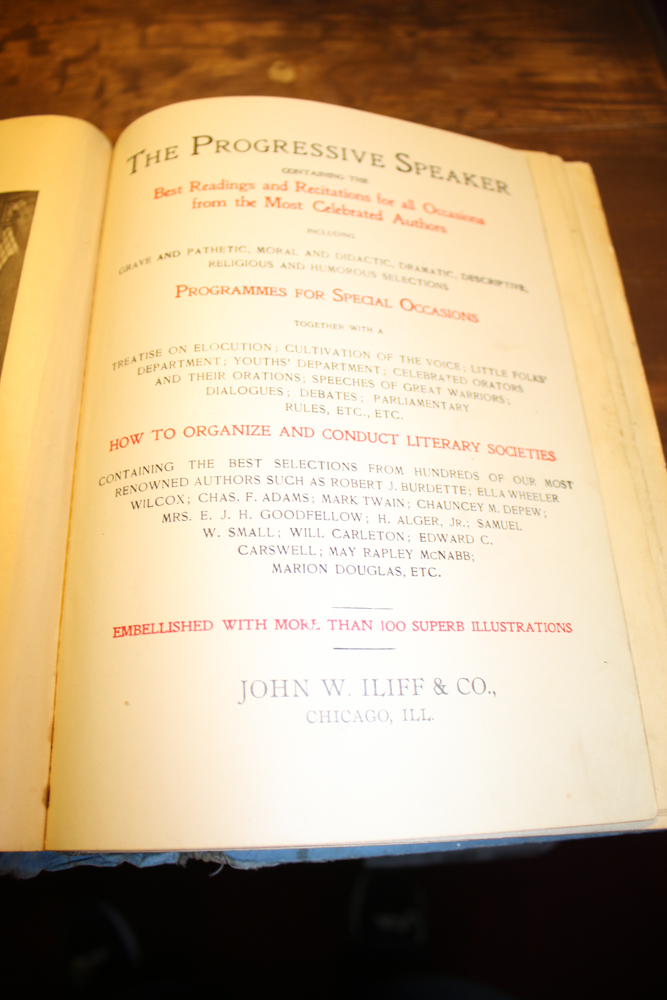 THE PROGRESSIVE SPEAKER
CONTAINING THE
Best Readings and Recitations for all Occasions
from the Most Celebrated Authors
INCLUDING
GRAVE AND PATHETIC, MORAL AND DIDACTIC, DRAMATIC, DESCRIPTIVE,
RELIGIOUS AND HUMOROUS SELECTIONS
PROGRAMMES FOR SPECIAL OCCASIONS
TOGETHER WITH A
TREATISE ON ELOCUTION; CULTIVATION OF THE VOICE; LITTLE FOLKS'
DEPARTMENT; YOUTHS' DEPARTMENT; CELEBRATED ORATORS
AND THEIR ORATIONS; SPEECHES OF GREAT WARRIORS;
DIALOGUES; DEBATES; PARLIAMENTARY
RULES, ETC., ETC.
HOW TO ORGANIZE AND CONDUCT LITERARY SOCIETIES
CONTAINING THE BEST SELECTIONS FROM HUNDREDS OF OUR MOST
RENOWNED AUTHORS SUCH AS ROBERT J. BURDETTE; ELLA WHEELER
WILCOX; CHAS. F. ADAMS; MARK TWAIN; CHAUNCEY M. DEPEW;
MRS. E. J. H. GOODFELLOW; H. ALGER, JR.; SAMUEL
W. SMALL; WILL CARLETON; EDWARD C.
CARSWELL; MAY RAPLEY McNABB;
MARION DOUGLAS, ETC.
EMBELLISHED WITH MORE THAN 100 SUPERB ILLUSTRATIONS
JOHN W. ILIFF & CO.,
CHICAGO, ILL.